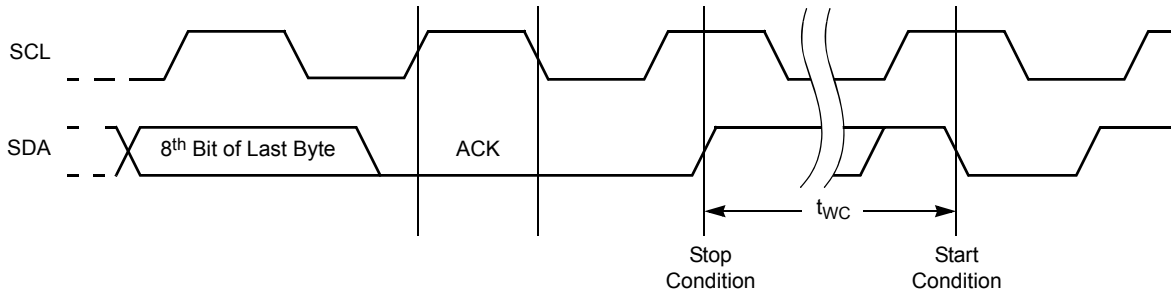 SCL
SDA
8th Bit of Last Byte
ACK
tWC
Stop
Condition
Start
Condition